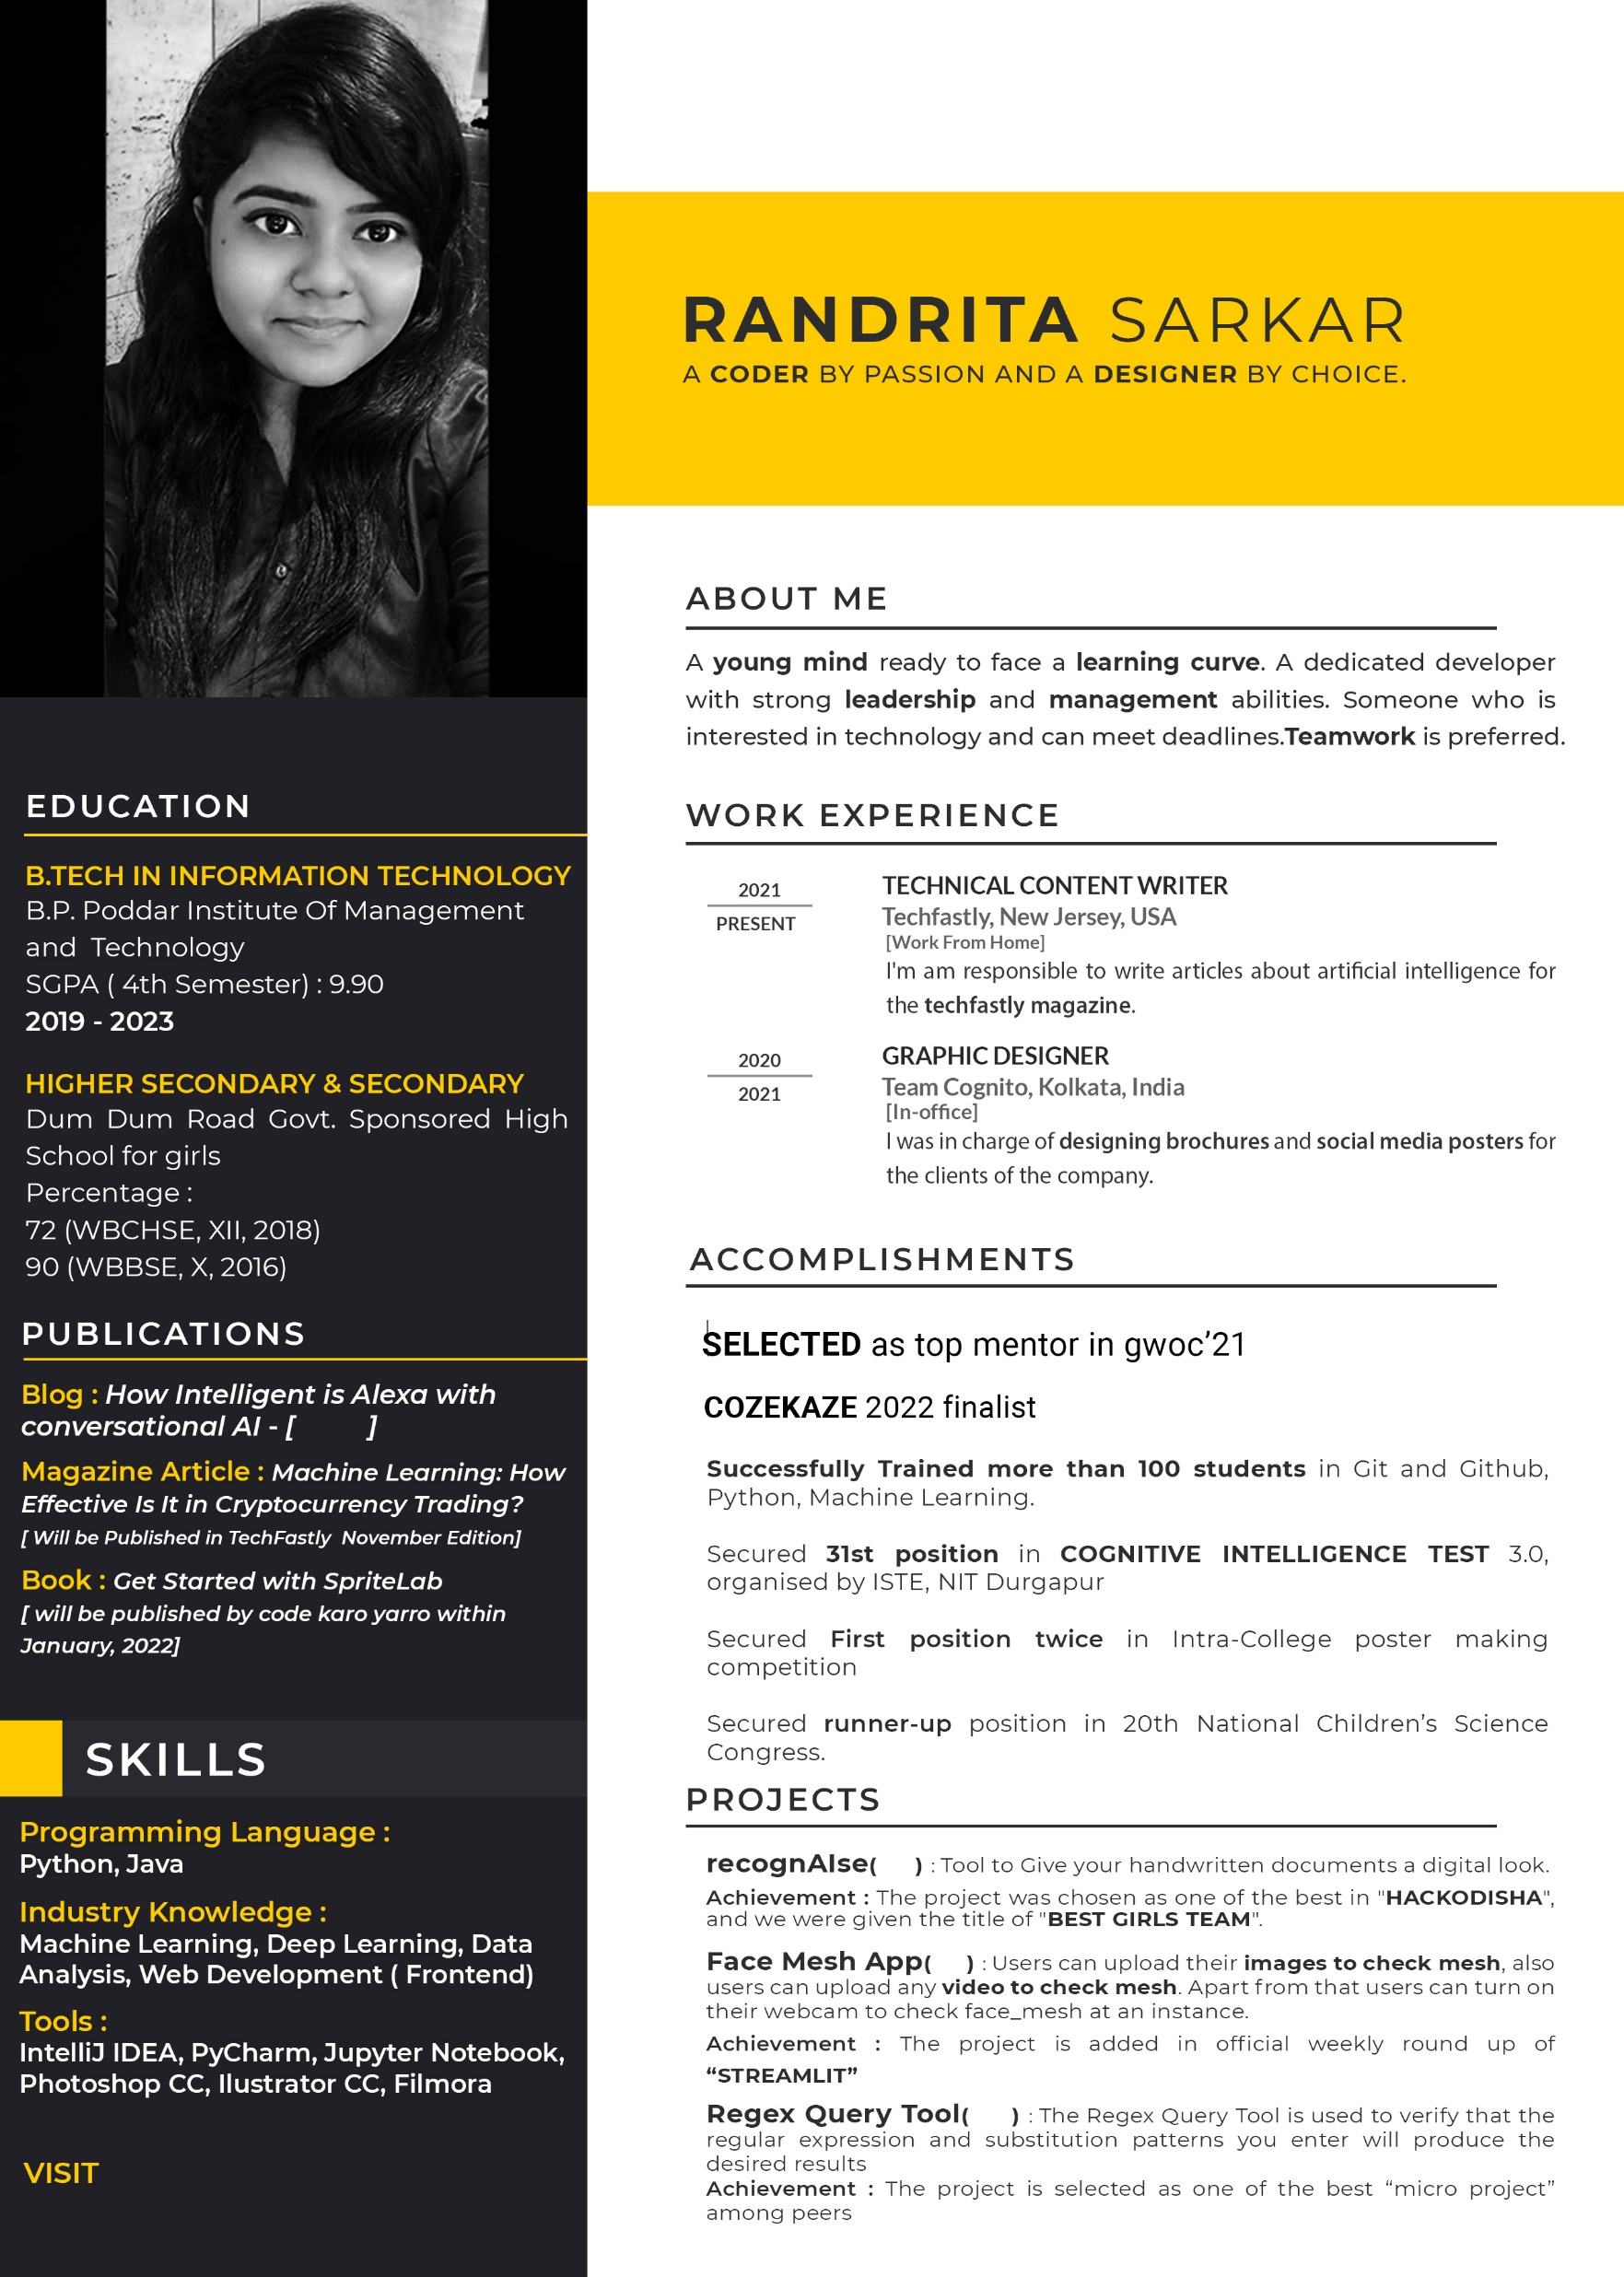 RANDRITA SARKAR
A CODER BY PASSION AND A DESIGNER BY CHOICE.
EDUCATION
B.TECH IN INFORMATION TECHNOLOGY
B.P. Poddar Institute Of Management
and Technology
SGPA ( 4th Semester) : 9.90
2019 - 2023
HIGHER SECONDARY & SECONDARY
Dum Dum Road Govt. Sponsored High
School for girls
Percentage :
72 (WBCHSE, XII, 2018)
90 (WBBSE, X, 2016)
PUBLICATIONS
Blog : How Intelligent is Alexa with
conversational AI - [ ]
Magazine Article : Machine Learning: How
Effective Is It in Cryptocurrency Trading?
[ Will be Published in TechFastly November Edition]
Book : Get Started with SpriteLab
[ will be published by code karo yarro within
January, 2022]
SKILLS
Programming Language :
Python, Java
Industry Knowledge :
Machine Learning, Deep Learning, Data
Analysis, Web Development ( Frontend)
Tools :
IntelliJ IDEA, PyCharm, Jupyter Notebook,
Photoshop CC, Ilustrator CC, Filmora
VISIT
ABOUT ME
A young mind ready to face a learning curve. A dedicated developer
with strong leadership and management abilities. Someone who is
interested in technology and can meet deadlines.Teamwork is preferred.
WORK EXPERIENCE
2021
PRESENT
TECHNICAL CONTENT WRITER
Techfastly, New Jersey, USA
[Work From Home]
I'm am responsible to write articles about artificial intelligence for
the techfastly magazine.
2020
2021
GRAPHIC DESIGNER
Team Cognito, Kolkata, India
[In-office]
I was in charge of designing brochures and social media posters for
the clients of the company.
ACCOMPLISHMENTS
SELECTED as top mentor in gwoc’21
COZEKAZE 2022 finalist
Successfully Trained more than 100 students in Git and Github,
Python, Machine Learning.
Secured 31st position in COGNITIVE INTELLIGENCE TEST 3.0,
organised by ISTE, NIT Durgapur
Secured First position twice in Intra-College poster making
competition
Secured runner-up position in 20th National Children’s Science
Congress.
PROJECTS
recognAIse( ) : Tool to Give your handwritten documents a digital look.
Achievement : The project was chosen as one of the best in "HACKODISHA",
and we were given the title of "BEST GIRLS TEAM".
Face Mesh App( ) : Users can upload their images to check mesh, also
users can upload any video to check mesh. Apart from that users can turn on
their webcam to check face_mesh at an instance.
Achievement : The project is added in official weekly round up of
“STREAMLIT”
Regex Query Tool( ) : The Regex Query Tool is used to verify that the
regular expression and substitution patterns you enter will produce the
desired results
Achievement : The project is selected as one of the best “micro project”
among peers